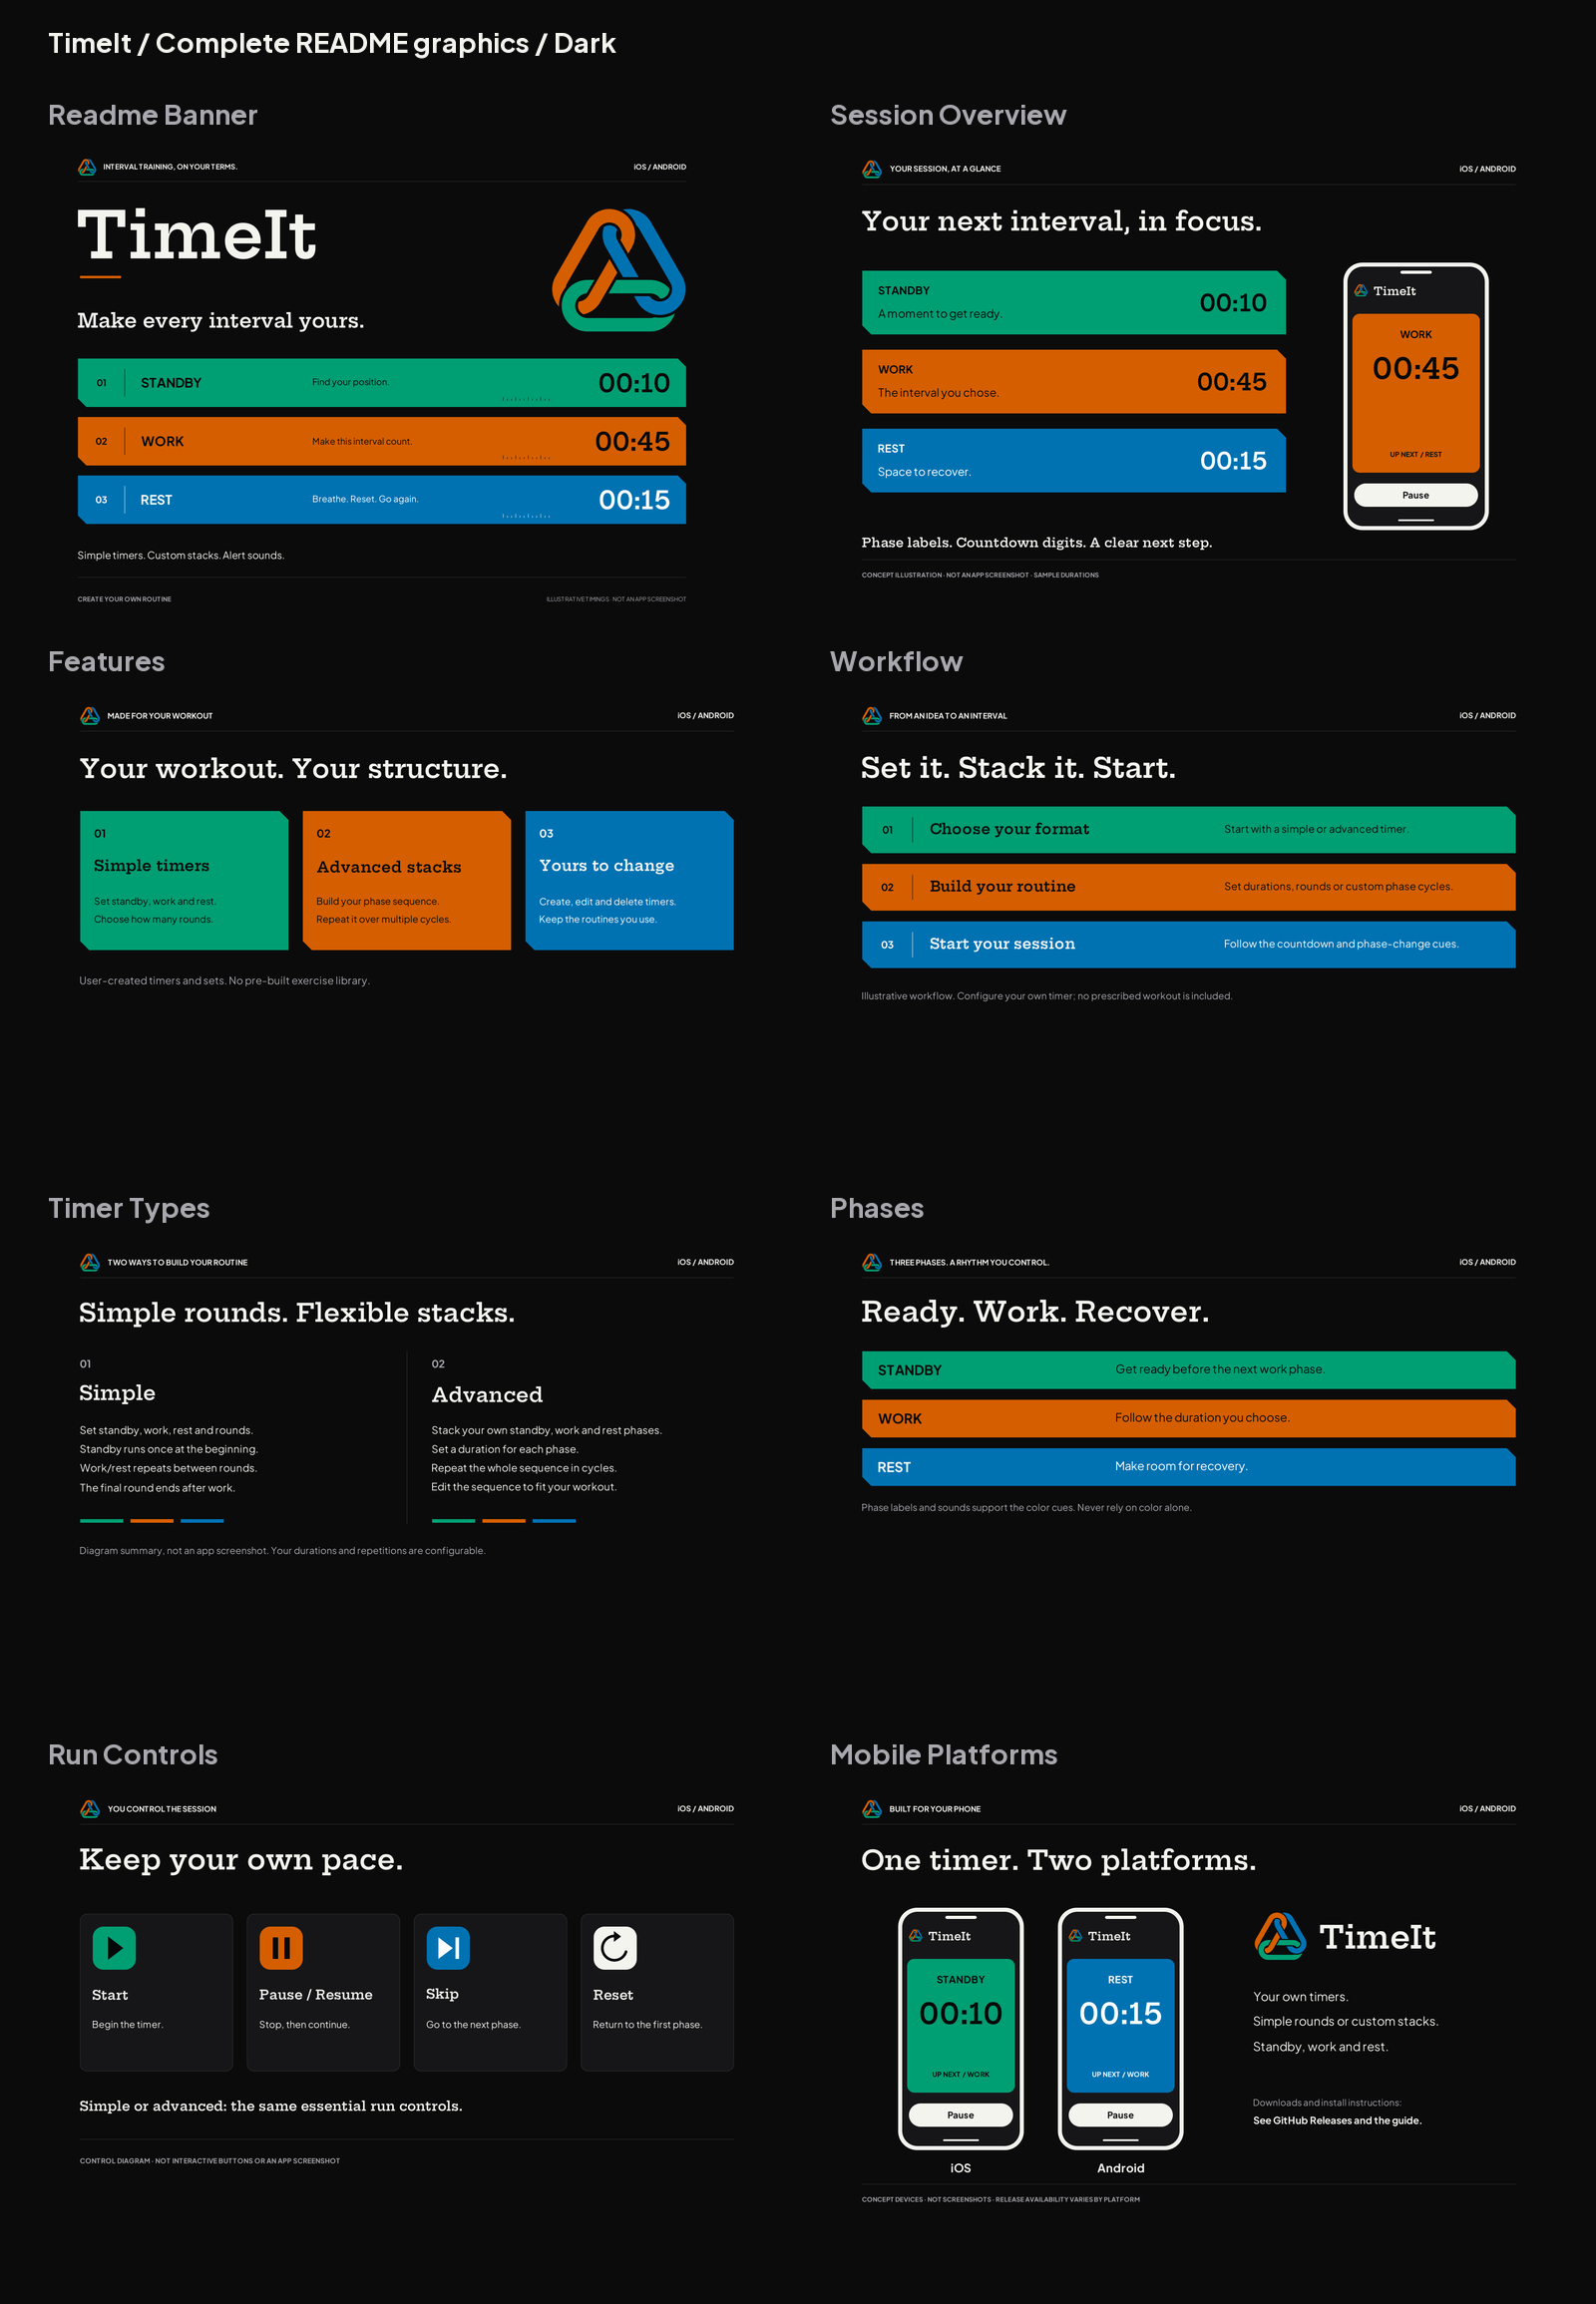 TimeIt / Complete README graphics / Dark
Readme Banner
INTERVAL TRAINING, ON YOUR TERMS.
iOS / ANDROID
TimeIt
Make every interval yours.
01 STANDBY Find your position. 00:10
02 WORK Make this interval count. 00:45
03 REST Breathe. Reset. Go again. 00:15
Simple timers. Custom stacks. Alert sounds.
CREATE YOUR OWN ROUTINE
ILLUSTRATIVE TIMINGS · NOT AN APP SCREENSHOT
Session Overview
YOUR SESSION, AT A GLANCE
iOS / ANDROID
Your next interval, in focus.
STANDBY
A moment to get ready.
00:10
WORK
The interval you chose.
00:45
REST
Space to recover.
00:15
TimeIt
WORK
00:45
UP NEXT / REST
Pause
Phase labels. Countdown digits. A clear next step.
CONCEPT ILLUSTRATION · NOT AN APP SCREENSHOT · SAMPLE DURATIONS
Features
MADE FOR YOUR WORKOUT
iOS / ANDROID
Your workout. Your structure.
01
Simple timers
Set standby, work and rest.
Choose how many rounds.
02
Advanced stacks
Build your phase sequence.
Repeat it over multiple cycles.
03
Yours to change
Create, edit and delete timers.
Keep the routines you use.
User-created timers and sets. No pre-built exercise library.
Workflow
FROM AN IDEA TO AN INTERVAL
iOS / ANDROID
Set it. Stack it. Start.
01 Choose your format Start with a simple or advanced timer.
02 Build your routine Set durations, rounds or custom phase cycles.
03 Start your session Follow the countdown and phase-change cues.
Illustrative workflow. Configure your own timer; no prescribed workout is included.
Timer Types
TWO WAYS TO BUILD YOUR ROUTINE
iOS / ANDROID
Simple rounds. Flexible stacks.
01
Simple
Set standby, work, rest and rounds.
Standby runs once at the beginning.
Work/rest repeats between rounds.
The final round ends after work.
02
Advanced
Stack your own standby, work and rest phases.
Set a duration for each phase.
Repeat the whole sequence in cycles.
Edit the sequence to fit your workout.
Diagram summary, not an app screenshot. Your durations and repetitions are configurable.
Phases
THREE PHASES. A RHYTHM YOU CONTROL.
iOS / ANDROID
Ready. Work. Recover.
STANDBY Get ready before the next work phase.
WORK Follow the duration you choose.
REST Make room for recovery.
Phase labels and sounds support the color cues. Never rely on color alone.
Run Controls
YOU CONTROL THE SESSION
iOS / ANDROID
Keep your own pace.
Start
Begin the timer.
Pause / Resume
Stop, then continue.
Skip
Go to the next phase.
Reset
Return to the first phase.
Simple or advanced: the same essential run controls.
CONTROL DIAGRAM · NOT INTERACTIVE BUTTONS OR AN APP SCREENSHOT
Mobile Platforms
BUILT FOR YOUR PHONE
iOS / ANDROID
One timer. Two platforms.
TimeIt
STANDBY
00:10
UP NEXT / WORK
Pause
iOS
TimeIt
REST
00:15
UP NEXT / WORK
Pause
Android
TimeIt
Your own timers.
Simple rounds or custom stacks.
Standby, work and rest.
Downloads and install instructions:
See GitHub Releases and the guide.
CONCEPT DEVICES · NOT SCREENSHOTS · RELEASE AVAILABILITY VARIES BY PLATFORM